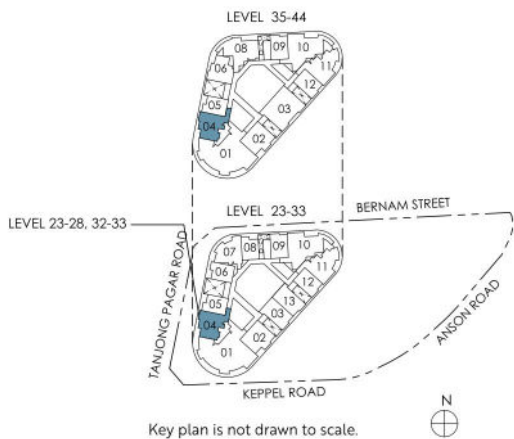 LEVEL 35-44
08
09
10
11
06
12
05
03
04
02
01
LEVEL 23-33
BERNAM STREET
LEVEL 23-28, 32-33
TANJONG PAGAR ROAD
07
08
09
10
11
06
12
05
13
03
04
02
01
ANSON ROAD
KEPPEL ROAD
N
Key plan is not drawn to scale.